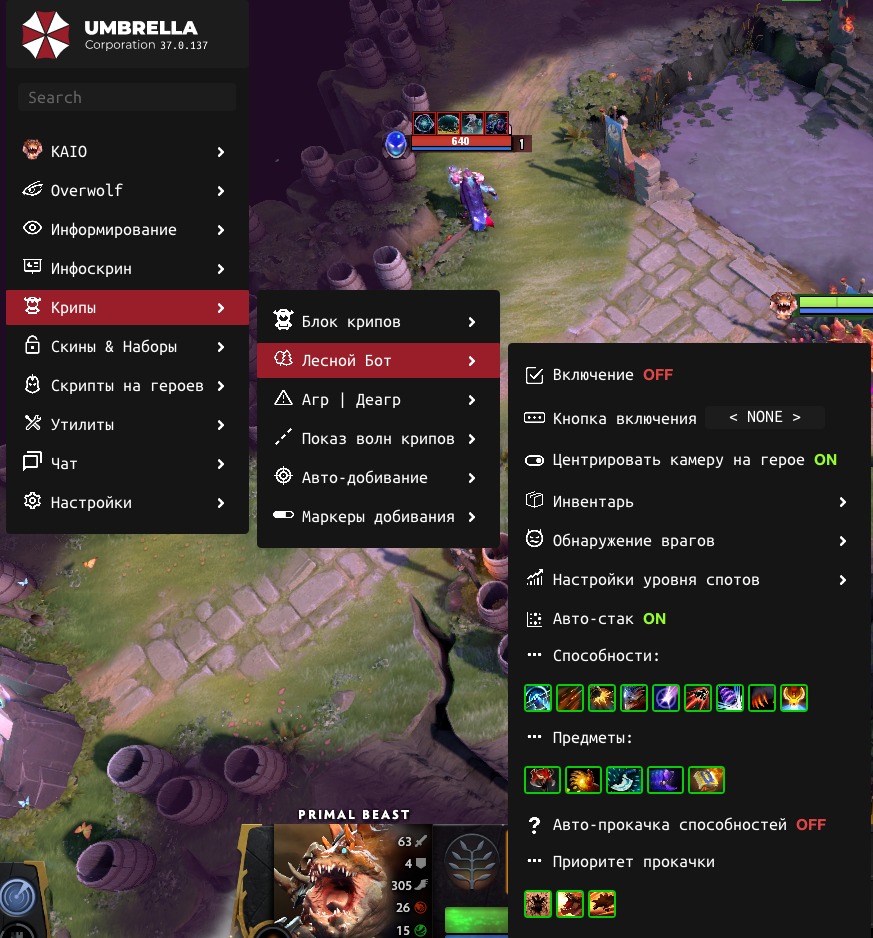 UMBRELLA
Corporation 37.0.137
Search
KAIO
Overwolf
Информирование
Инфоскрин
Крипы
Скины & Наборы
Скрипты на героев
Утилиты
Чат
Настройки
640
1
Блок крипов
Лесной Бот
Агр | Деагр
Показ волн крипов
Авто-добивание
Маркеры добивания
Включение OFF
Кнопка включения < NONE >
Центрировать камеру на герое ON
Инвентарь
Обнаружение врагов
Настройки уровня спотов
Авто-стак ON
Способности:
Предметы:
Авто-прокачка способностей OFF
Приоритет прокачки
PRIMAL BEAST
63
4
305
26
15